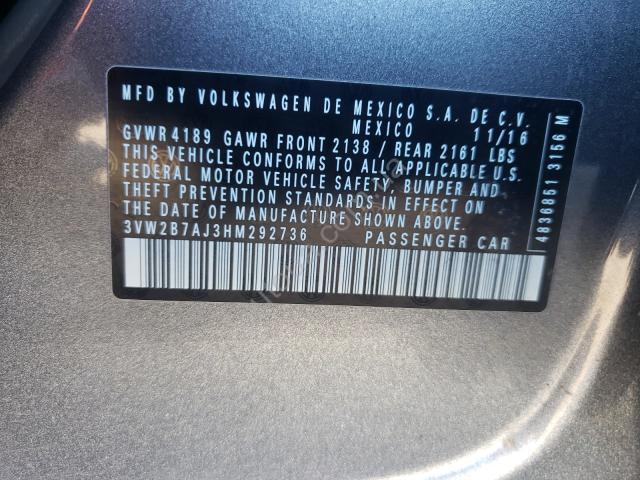 MFD BY VOLKSWAGEN DE MEXICO S.A. DE C.V.
MEXICO 11/16
GVWR 4189 GAWR FRONT 2138 / REAR 2161 LBS
THIS VEHICLE CONFORMS TO ALL APPLICABLE U.S.
FEDERAL MOTOR VEHICLE SAFETY, BUMPER AND
THEFT PREVENTION STANDARDS IN EFFECT ON
THE DATE OF MANUFACTURE SHOWN ABOVE.
3VW2B7AJ3HM292736 PASSENGER CAR
4836861 3156 M